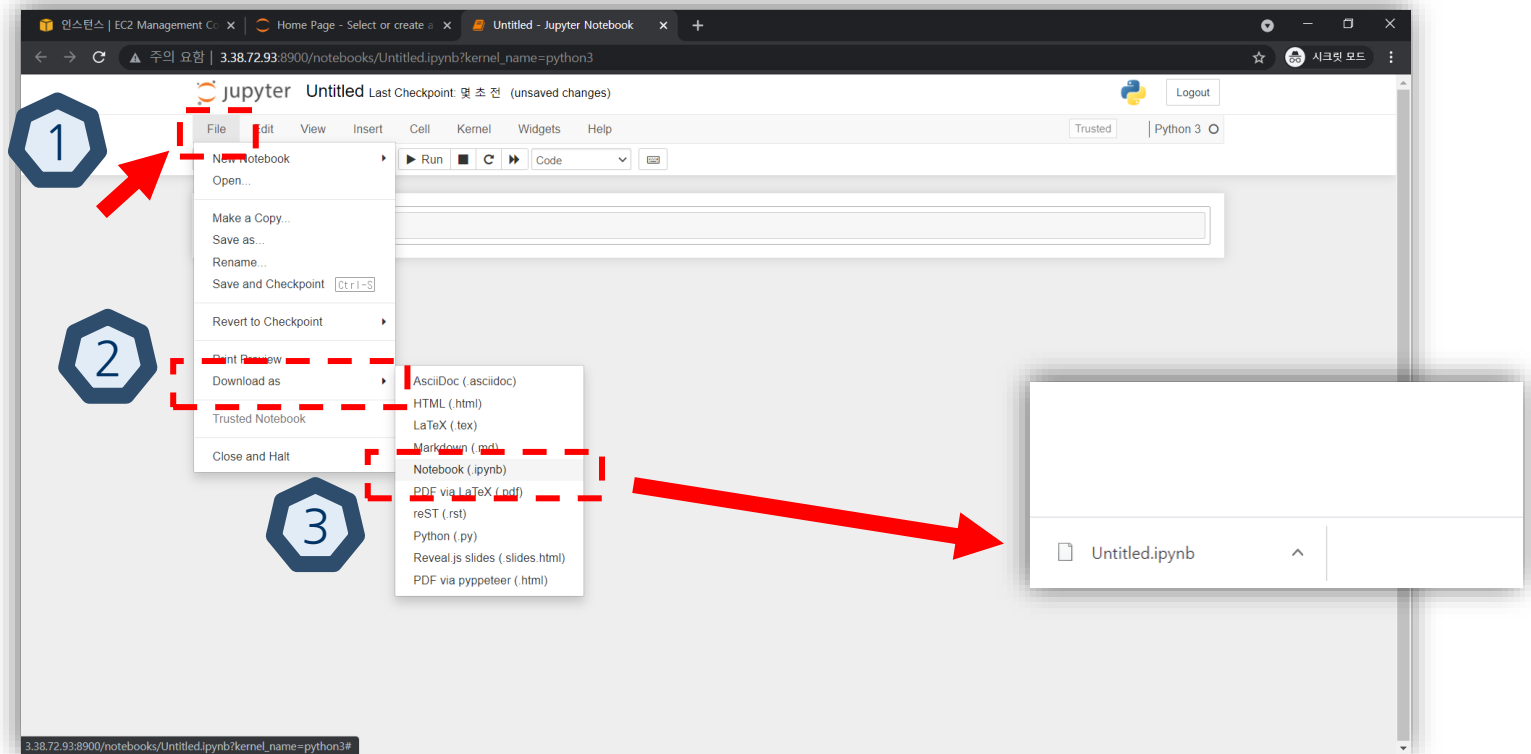 인스턴스 | EC2 Management Co
Home Page - Select or create a
Untitled - Jupyter Notebook
주의 요함 | 3.38.72.93:8900/notebooks/Untitled.ipynb?kernel_name=python3
시크릿 모드
jupyter Untitled Last Checkpoint: 몇 초 전 (unsaved changes)
Logout
File Edit View Insert Cell Kernel Widgets Help
Trusted Python 3
1
New Notebook
Run Code
Open...
Make a Copy...
Save as...
Rename...
Save and Checkpoint Ctrl-S
Revert to Checkpoint
2
Print Preview
Download as
Trusted Notebook
Close and Halt
AsciiDoc (.asciidoc)
HTML (.html)
LaTeX (.tex)
Markdown (.md)
Notebook (.ipynb)
PDF via LaTeX (.pdf)
reST (.rst)
Python (.py)
Reveal.js slides (.slides.html)
PDF via pyppeteer (.html)
3
Untitled.ipynb
3.38.72.93:8900/notebooks/Untitled.ipynb?kernel_name=python3#